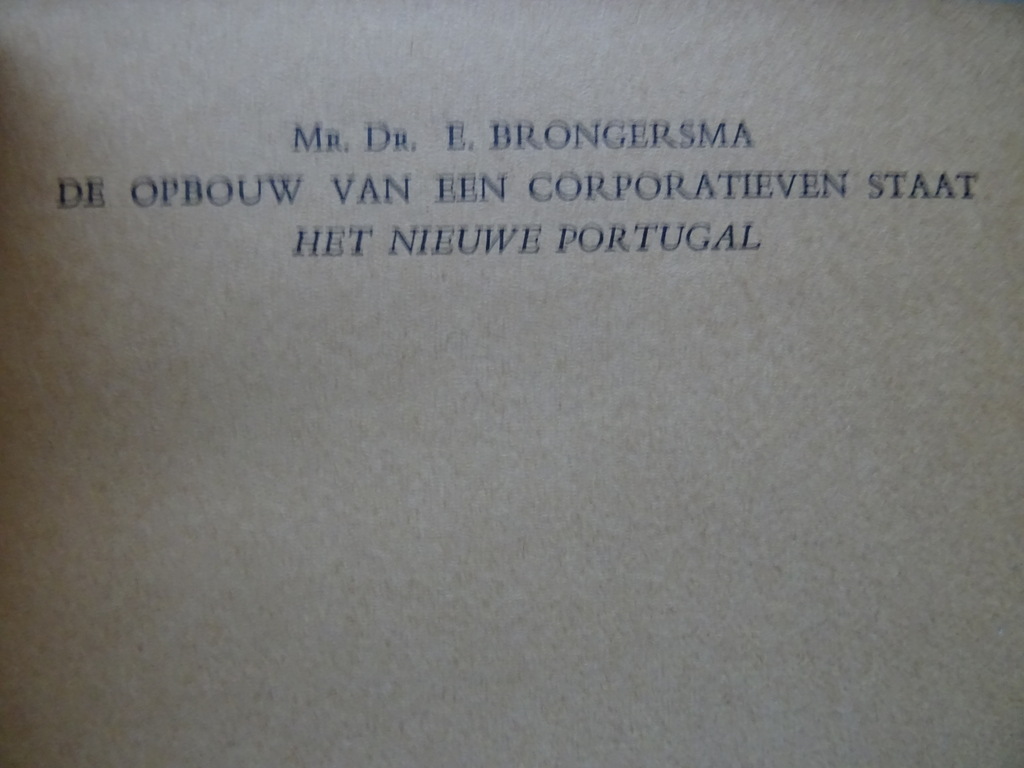 MR. DR. E. BRONGERSMA
DE OPBOUW VAN EEN CORPORATIEVEN STAAT
HET NIEUWE PORTUGAL